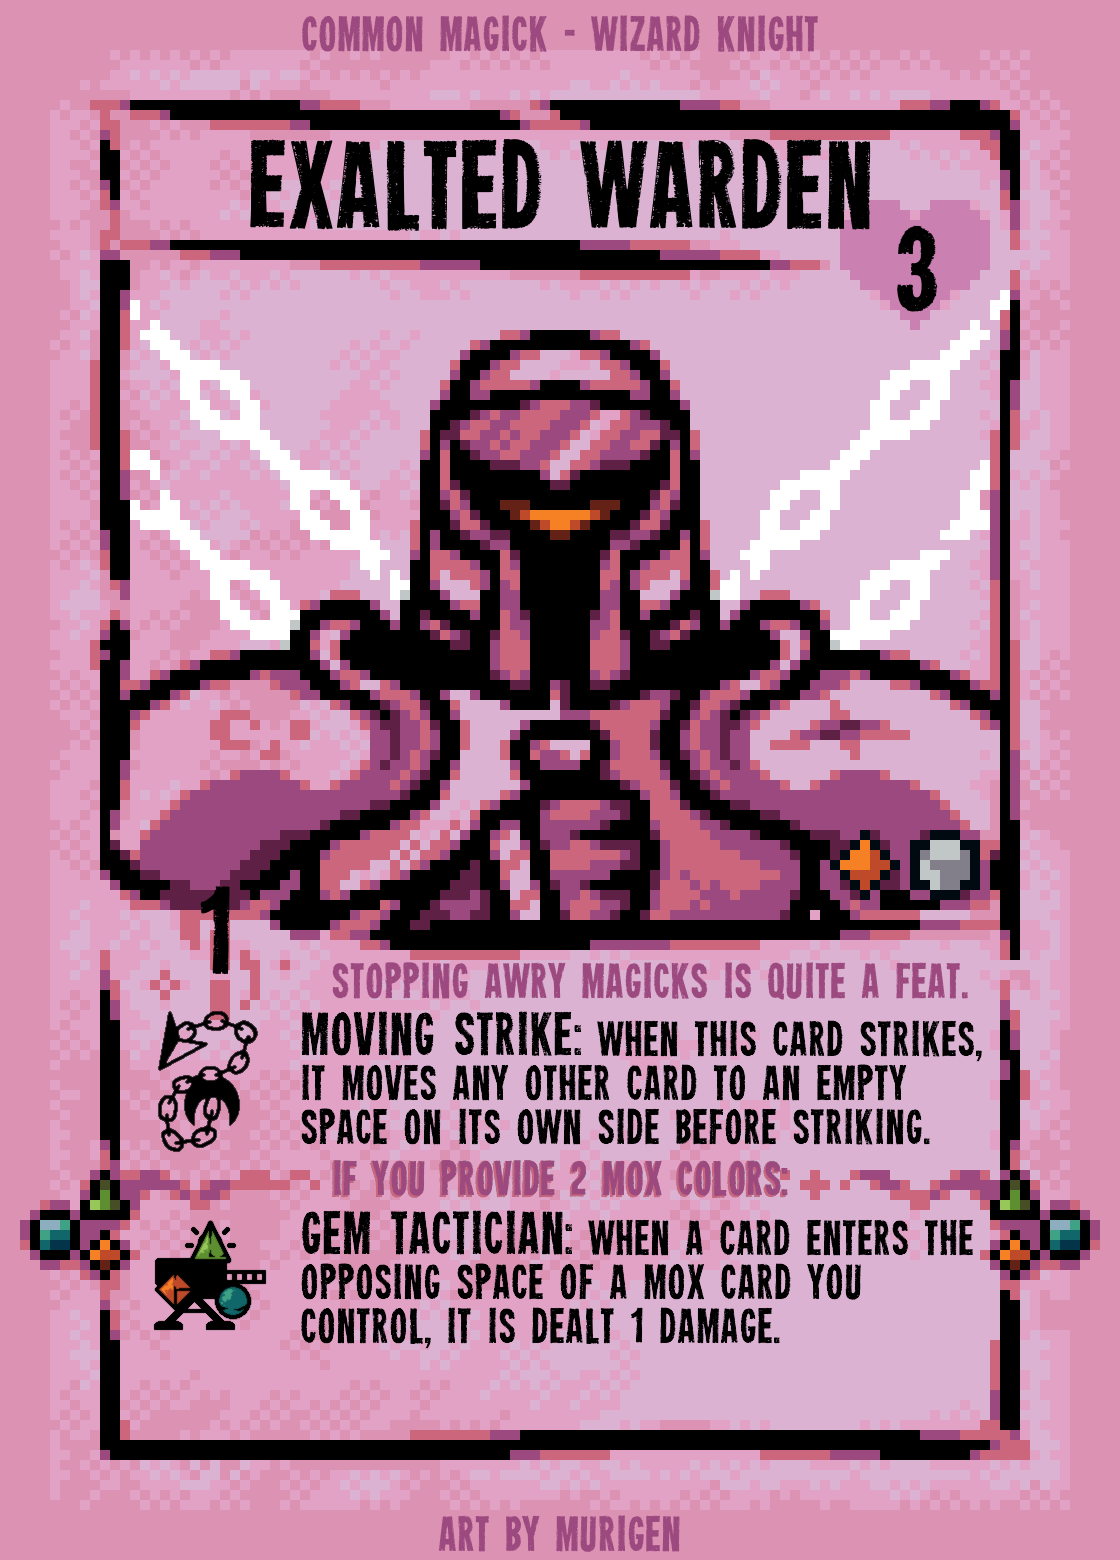 COMMON MAGICK - WIZARD KNIGHT
EXALTED WARDEN
3
1
STOPPING AWRY MAGICKS IS QUITE A FEAT.
MOVING STRIKE: WHEN THIS CARD STRIKES,
IT MOVES ANY OTHER CARD TO AN EMPTY
SPACE ON ITS OWN SIDE BEFORE STRIKING.
IF YOU PROVIDE 2 MOX COLORS:
GEM TACTICIAN: WHEN A CARD ENTERS THE
OPPOSING SPACE OF A MOX CARD YOU
CONTROL, IT IS DEALT 1 DAMAGE.
ART BY MURIGEN